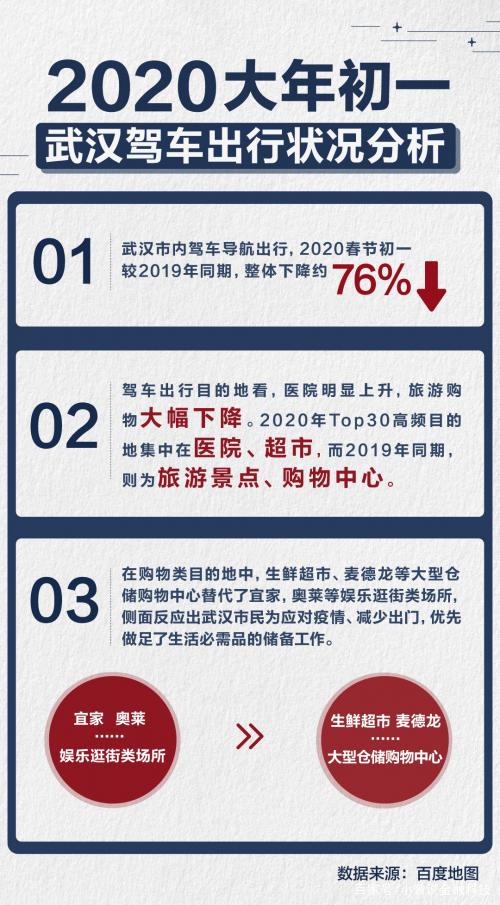 2020大年初一
武汉驾车出行状况分析
01
武汉市内驾车导航出行，2020春节初一
较2019年同期，整体下降约76%
02
驾车出行目的地看，医院明显上升，旅游购
物大幅下降。2020年Top30高频目的
地集中在医院、超市，而2019年同期，
则为旅游景点、购物中心。
03
在购物类目的地中，生鲜超市、麦德龙等大型仓
储购物中心替代了宜家，奥莱等娱乐逛街类场所，
侧面反应出武汉市民为应对疫情、减少出门，优先
做足了生活必需品的储备工作。
宜家 奥莱
......
娱乐逛街类场所
生鲜超市 麦德龙
......
大型仓储购物中心
数据来源：百度地图